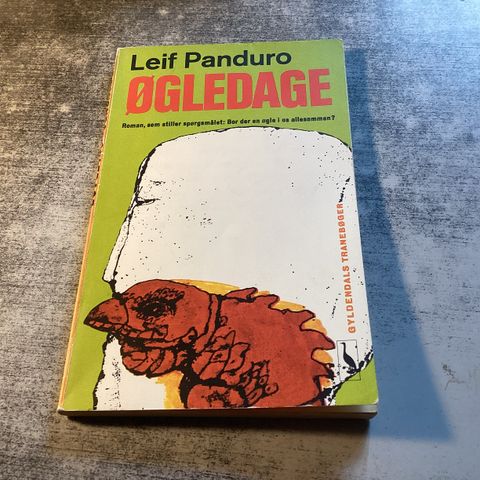 Leif Panduro
ØGLEDAGE
Roman, som stiller spørgsmålet: Bor der en øgle i os allesammen?
GYLDENDALS TRANEBØGER